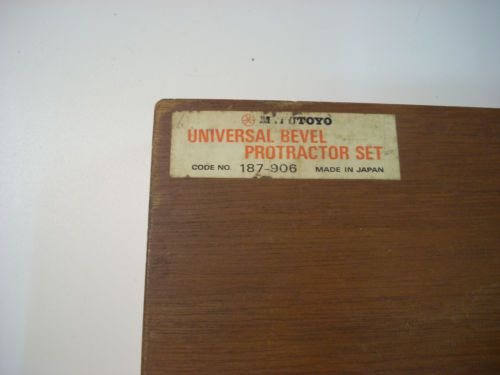 MITUTOYO
UNIVERSAL BEVEL
PROTRACTOR SET
CODE NO. 187-906 MADE IN JAPAN